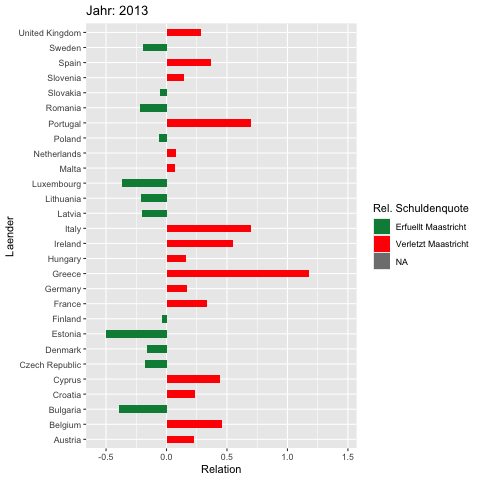 Jahr: 2013
United Kingdom
Sweden
Spain
Slovenia
Slovakia
Romania
Portugal
Poland
Netherlands
Malta
Luxembourg
Lithuania
Latvia
Italy
Ireland
Hungary
Greece
Germany
France
Finland
Estonia
Denmark
Czech Republic
Cyprus
Croatia
Bulgaria
Belgium
Austria
Laender
-0.5 0.0 0.5 1.0 1.5
Relation
Rel. Schuldenquote
Erfuellt Maastricht
Verletzt Maastricht
NA